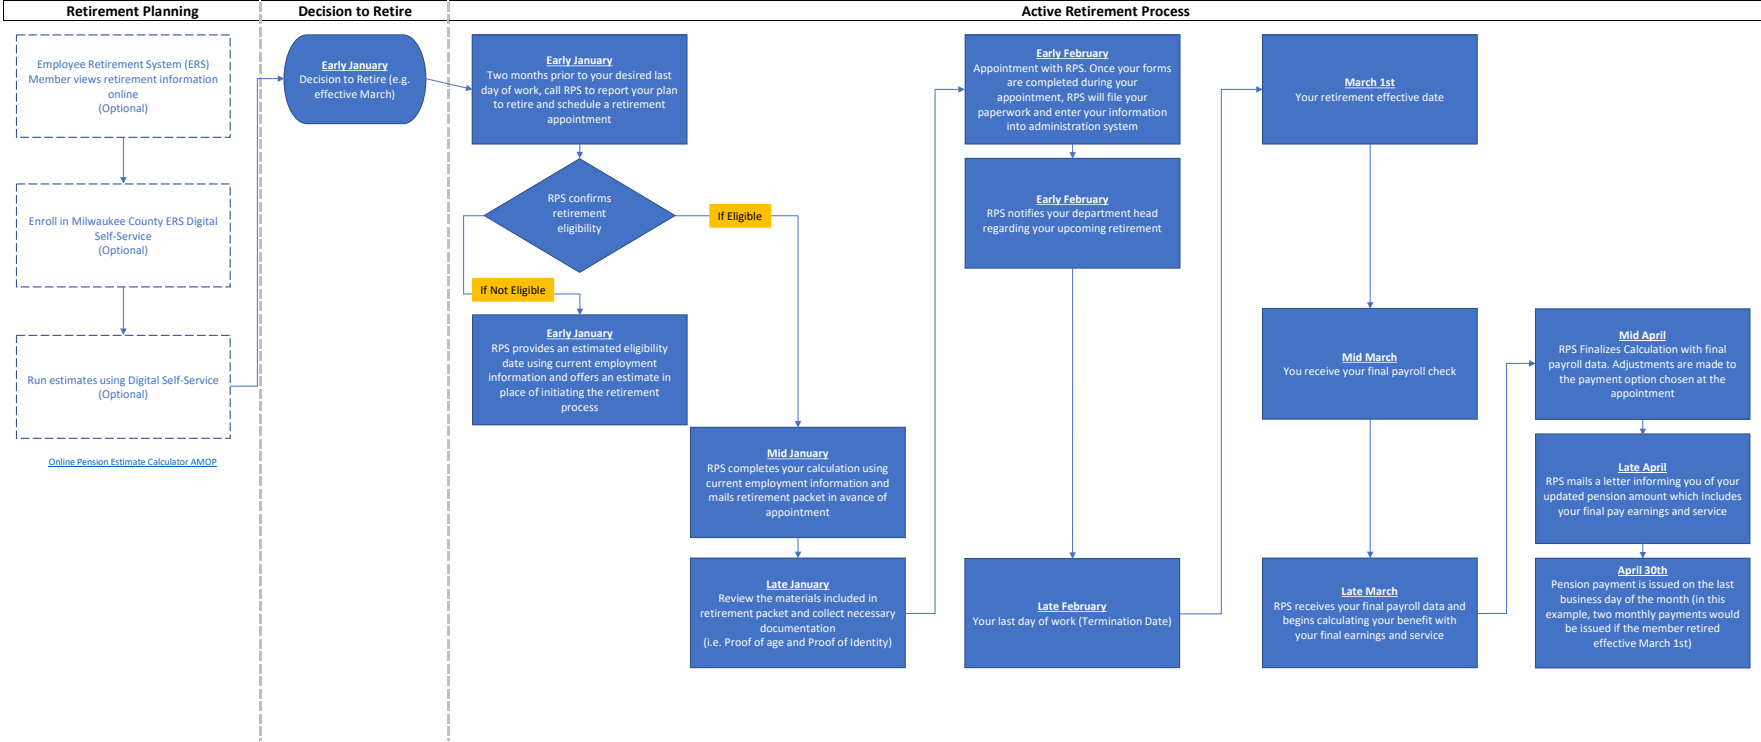 Retirement Planning
Decision to Retire
Active Retirement Process
Employee Retirement System (ERS)
Member views retirement information
online
(Optional)
Enroll in Milwaukee County ERS Digital
Self-Service
(Optional)
Run estimates using Digital Self-Service
(Optional)
Online Pension Estimate Calculator AMOP
Early January
Decision to Retire (e.g.
effective March)
Early January
Two months prior to your desired last
day of work, call RPS to report your plan
to retire and schedule a retirement
appointment
RPS confirms
retirement
eligibility
If Eligible
If Not Eligible
Early January
RPS provides an estimated eligibility
date using current employment
information and offers an estimate in
place of initiating the retirement
process
Mid January
RPS completes your calculation using
current employment information and
mails retirement packet in avance of
appointment
Late January
Review the materials included in
retirement packet and collect necessary
documentation
(i.e. Proof of age and Proof of Identity)
Early February
Appointment with RPS. Once your forms
are completed during your
appointment, RPS will file your
paperwork and enter your information
into administration system
Early February
RPS notifies your department head
regarding your upcoming retirement
Late February
Your last day of work (Termination Date)
March 1st
Your retirement effective date
Mid March
You receive your final payroll check
Late March
RPS receives your final payroll data and
begins calculating your benefit with
your final earnings and service
Mid April
RPS Finalizes Calculation with final
payroll data. Adjustments are made to
the payment option chosen at the
appointment
Late April
RPS mails a letter informing you of your
updated pension amount which includes
your final pay earnings and service
April 30th
Pension payment is issued on the last
business day of the month (in this
example, two monthly payments would
be issued if the member retired
effective March 1st)